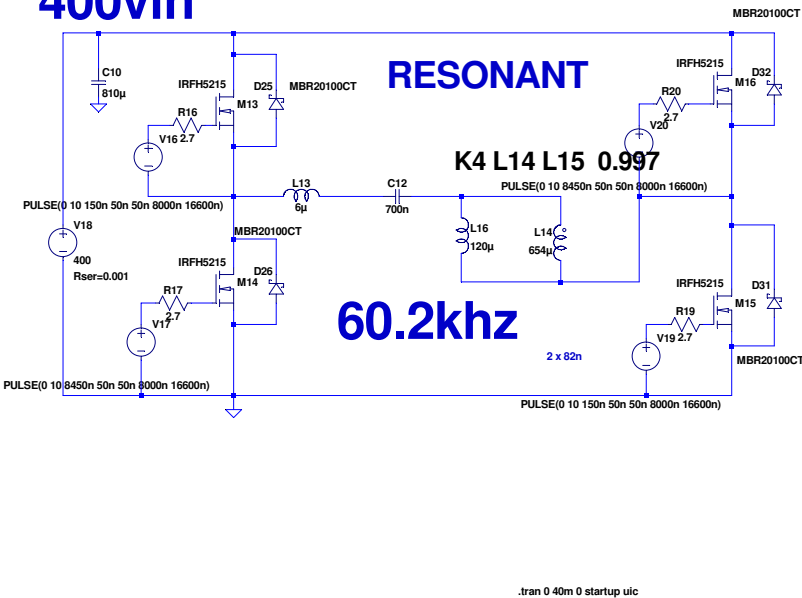 400vin
MBR20100CT
C10
810µ
IRFH5215
D25
MBR20100CT
RESONANT
IRFH5215
D32
R16
M13
R20
M16
V16 2.7
2.7
V20
K4 L14 L15 0.997
L13
C12
PULSE(0 10 8450n 50n 50n 8000n 16600n)
PULSE(0 10 150n 50n 50n 8000n 16600n)
6µ
700n
V18
MBR20100CT
L16
L14
120µ
654µ
400
Rser=0.001
IRFH5215
D26
R17
M14
IRFH5215
D31
R19
M15
2.7
V17
60.2khz
V19 2.7
2 x 82n
MBR20100CT
PULSE(0 10 8450n 50n 50n 8000n 16600n)
PULSE(0 10 150n 50n 50n 8000n 16600n)
.tran 0 40m 0 startup uic